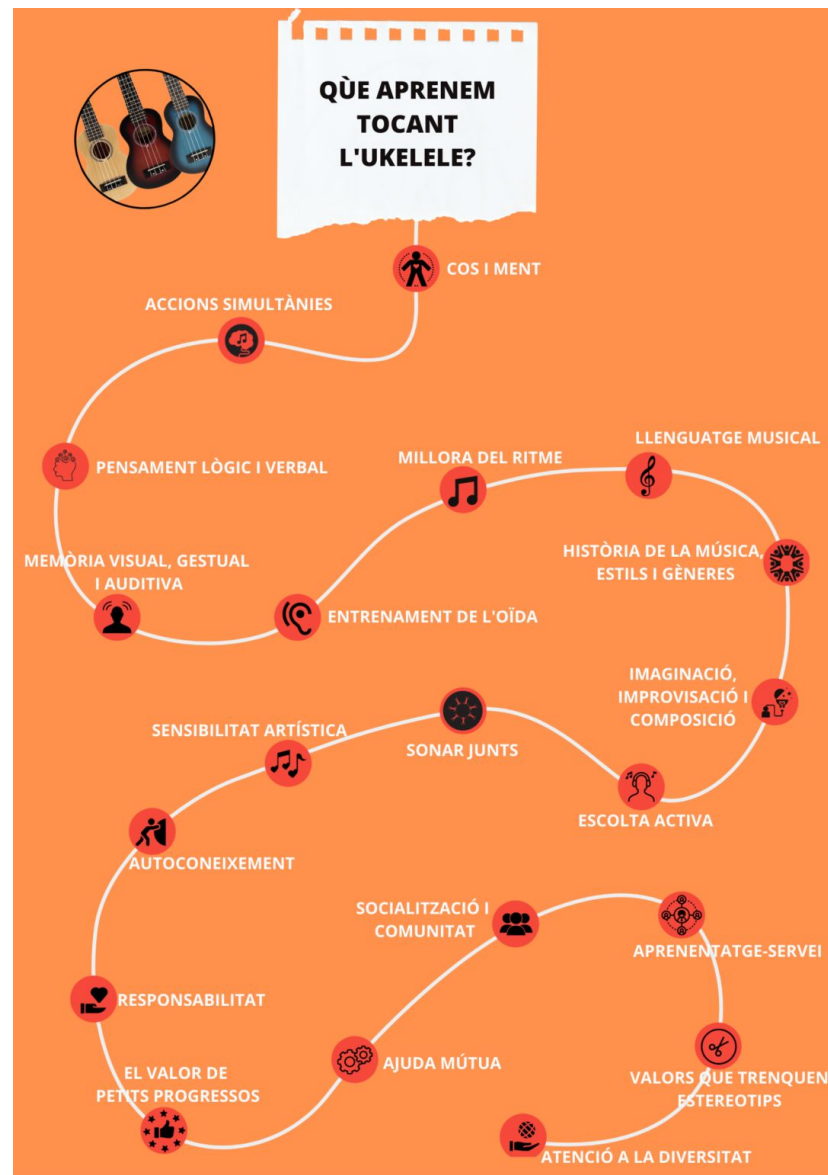 QÙE APRENEM
TOCANT
L'UKELELE?
COS I MENT
ACCIONS SIMULTÀNIES
PENSAMENT LÒGIC I VERBAL
MEMÒRIA VISUAL, GESTUAL
I AUDITIVA
ENTRENAMENT DE L'OÏDA
MILLORA DEL RITME
LLENGUATGE MUSICAL
HISTÒRIA DE LA MÚSICA,
ESTILS I GÈNERES
IMAGINACIÓ,
IMPROVISACIÓ I
COMPOSICIÓ
ESCOLTA ACTIVA
SONAR JUNTS
SENSIBILITAT ARTÍSTICA
AUTOCONEIXEMENT
RESPONSABILITAT
EL VALOR DE
PETITS PROGRESSOS
AJUDA MÚTUA
SOCIALITZACIÓ I
COMUNITAT
APRENENTATGE-SERVEI
VALORS QUE TRENQUEN
ESTEREOTIPS
ATENCIÓ A LA DIVERSITAT